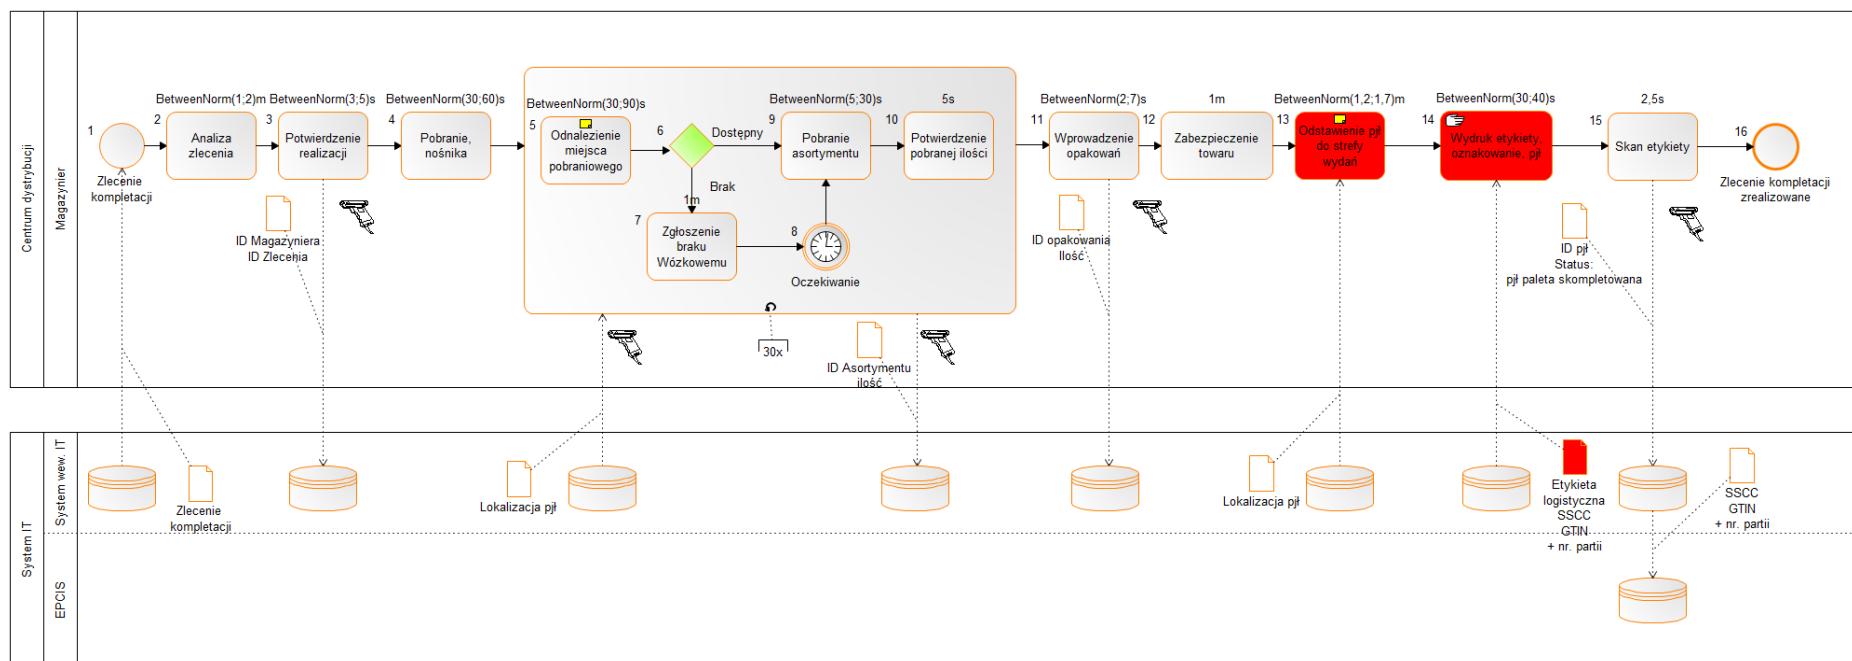 Centrum dystrybucji
Magazynier
1
Zlecenie
kompletacji
BetweenNorm(1;2)m
2
Analiza
zlecenia
BetweenNorm(3;5)s
3
Potwierdzenie
realizacji
BetweenNorm(30;60)s
4
Pobranie,
nośnika
BetweenNorm(30;90)s
5
Odnalezienie
miejsca
pobraniowego
6
Dostępny
Brak
1m
7
Zgłoszenie
braku
Wózkowemu
8
Oczekiwanie
BetweenNorm(5;30)s
9
Pobranie
asortymentu
5s
10
Potwierdzenie
pobranej ilości
30x
BetweenNorm(2;7)s
11
Wprowadzenie
opakowań
1m
12
Zabezpieczenie
towaru
BetweenNorm(1,2;1,7)m
13
Odstawienie pjł
do strefy
wydań
BetweenNorm(30;40)s
14
Wydruk etykiety,
oznakowanie, pjł
2,5s
15
Skan etykiety
16
Zlecenie kompletacji
zrealizowane
ID Magazyniera
ID Zlecenia
ID Asortymentu
ilość
ID opakowania
Ilość
ID pjł
Status:
pjł paleta skompletowana
System IT
System wew. IT
Zlecenie
kompletacji
Lokalizacja pjł
Lokalizacja pjł
Etykieta
logistyczna
SSCC
GTIN
+ nr. partii
SSCC
GTIN
+ nr. partii
EPCIS